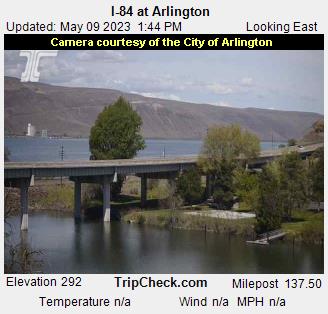 I-84 at Arlington
Updated: May 09 2023 1:44 PM Looking East
Camera courtesy of the City of Arlington
Elevation 292 TripCheck.com Milepost 137.50
Temperature n/a Wind n/a MPH n/a